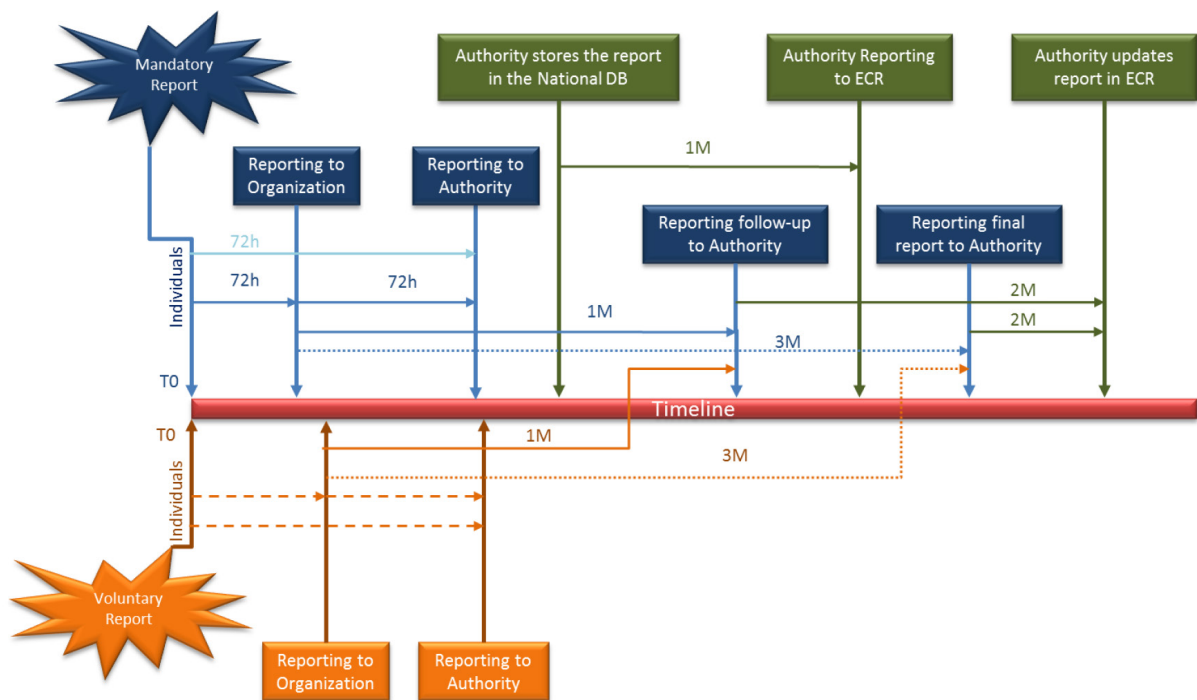 Mandatory
Report
Authority stores the report
in the National DB
Authority Reporting
to ECR
Authority updates
report in ECR
1M
Reporting to
Organization
Reporting to
Authority
Reporting follow-up
to Authority
Reporting final
report to Authority
72h
Individuals
72h
72h
2M
1M
2M
3M
T0
Timeline
T0
1M
3M
Individuals
Voluntary
Report
Reporting to
Organization
Reporting to
Authority